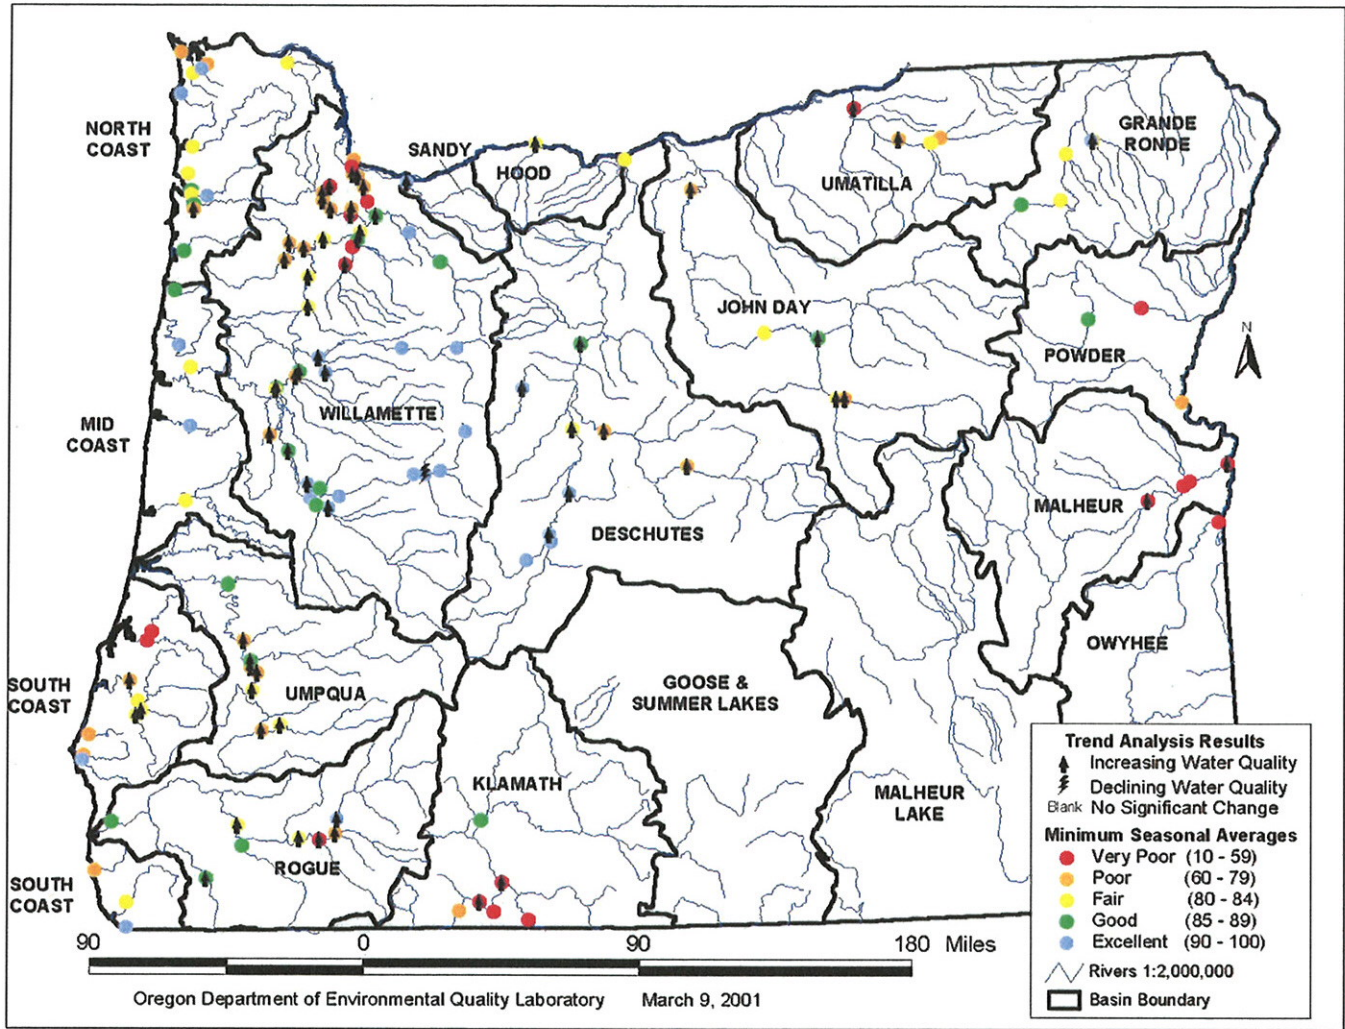 NORTH
COAST
SANDY
HOOD
UMATILLA
GRANDE
RONDE
JOHN DAY
POWDER
N
WILLAMETTE
MID
COAST
DESCHUTES
MALHEUR
OWYHEE
SOUTH
COAST
UMPQUA
GOOSE &
SUMMER LAKES
KLAMATH
MALHEUR
LAKE
ROGUE
SOUTH
COAST
Trend Analysis Results
Increasing Water Quality
Declining Water Quality
Blank No Significant Change
Minimum Seasonal Averages
Very Poor (10 - 59)
Poor (60 - 79)
Fair (80 - 84)
Good (85 - 89)
Excellent (90 - 100)
Rivers 1:2,000,000
Basin Boundary
90 0 90 180 Miles
Oregon Department of Environmental Quality Laboratory March 9, 2001